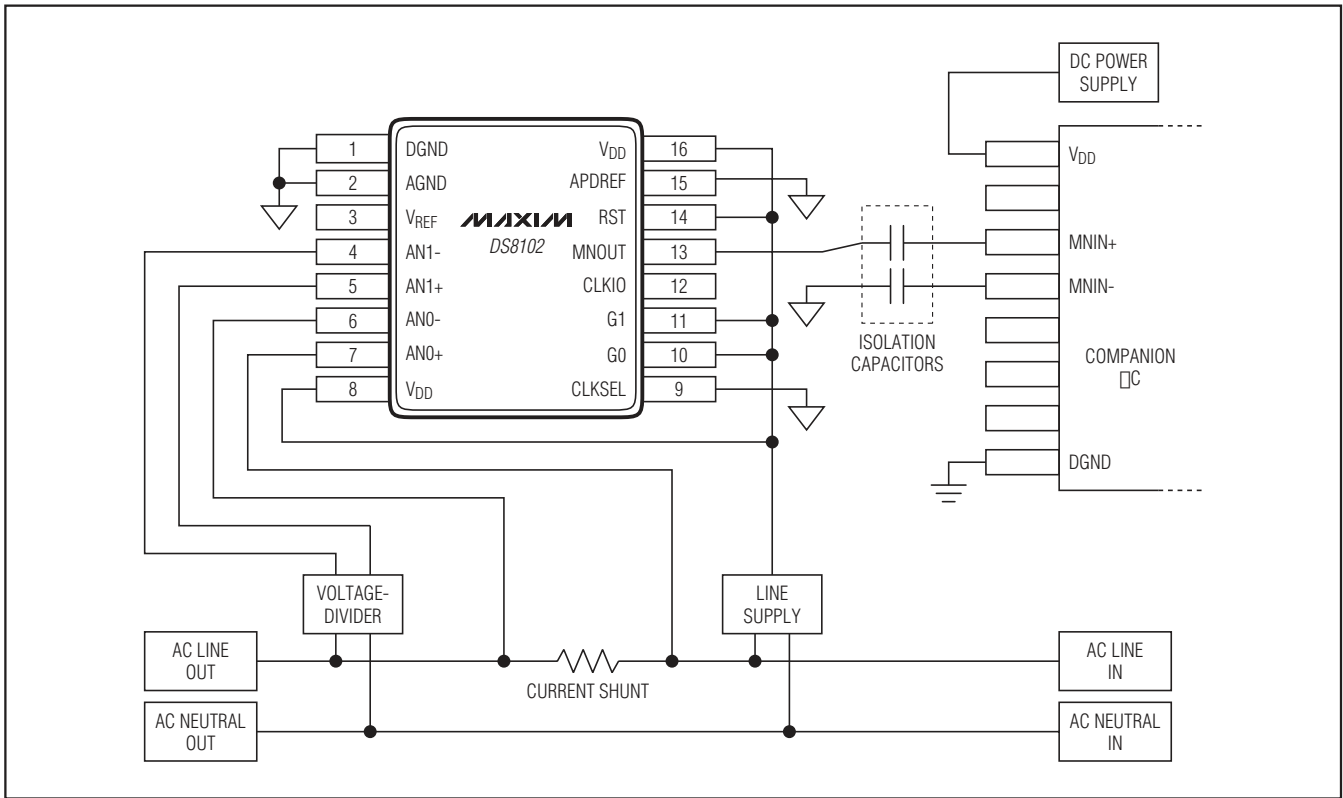 DC POWER
SUPPLY
1 DGND VDD 16
2 AGND APDREF 15
3 VREF MAXIM RST 14
4 AN1- DS8102 MNOUT 13
5 AN1+ CLKIO 12
6 AN0- G1 11
7 AN0+ G0 10
8 VDD CLKSEL 9
ISOLATION
CAPACITORS
VDD
MNIN+
MNIN-
COMPANION
□C
DGND
VOLTAGE-
DIVIDER
LINE
SUPPLY
AC LINE
OUT
CURRENT SHUNT
AC LINE
IN
AC NEUTRAL
OUT
AC NEUTRAL
IN